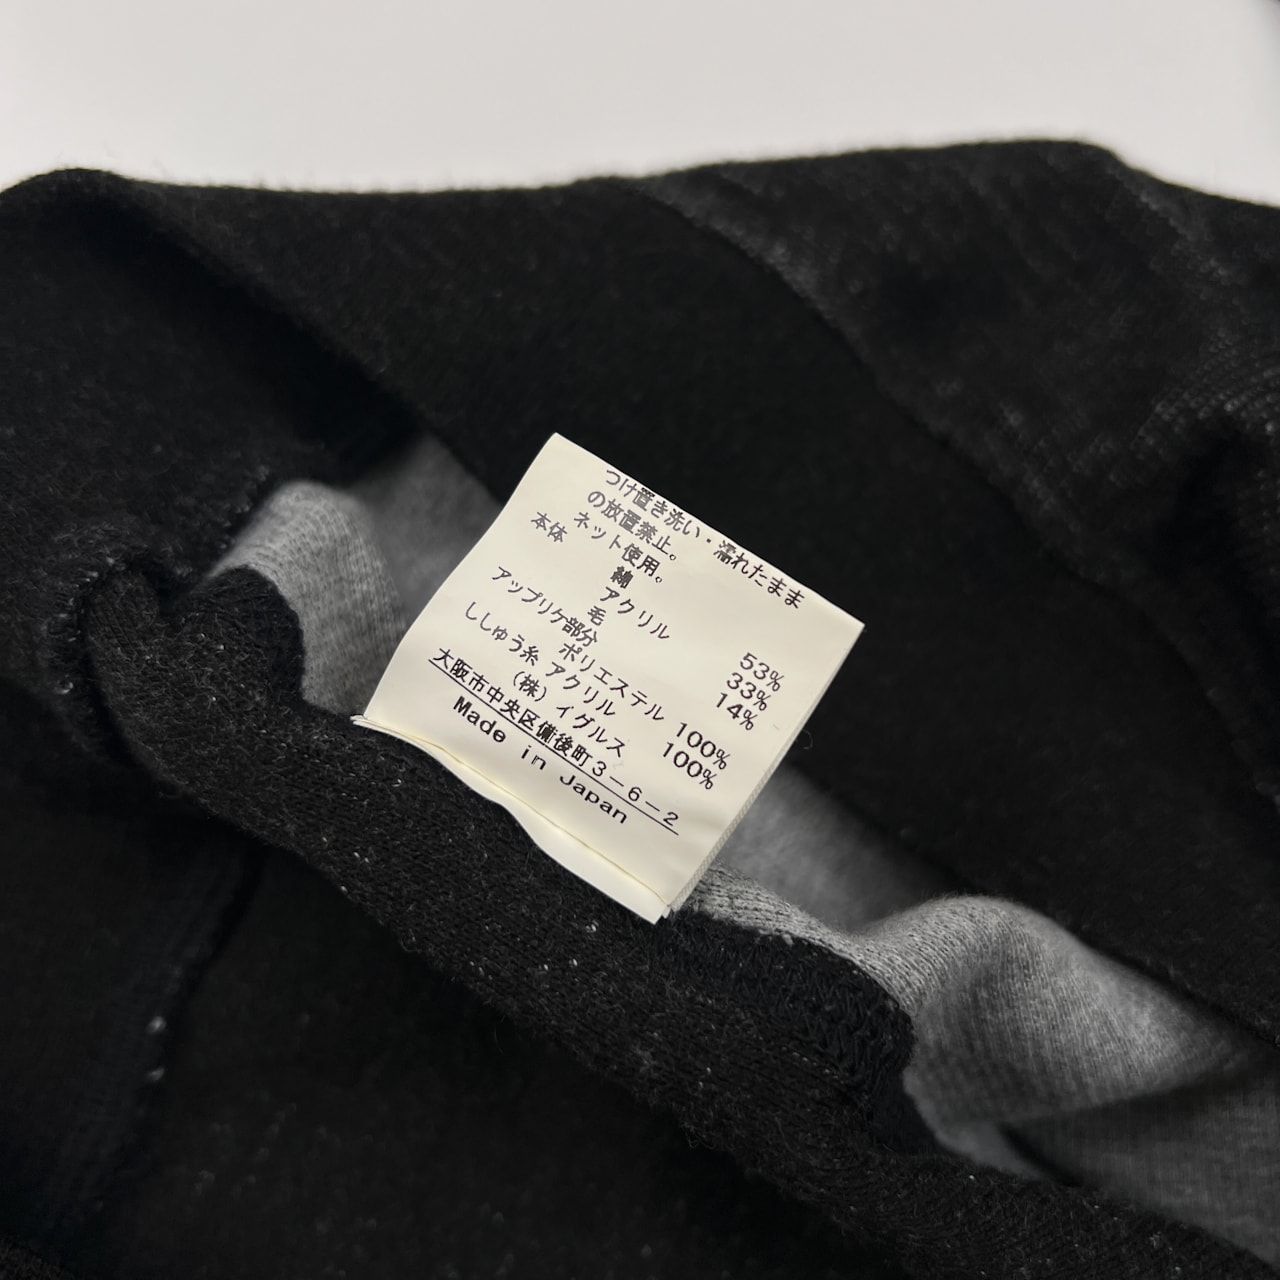 つけ置き洗い・濡れたまま
の放置禁止。
ネット使用。
本体 綿 53%
アクリル 33%
毛 14%
アップリケ部分
ポリエステル 100%
ししゅう糸 アクリル 100%
(株)イグルス
大阪市中央区備後町3-6-2
Made in Japan